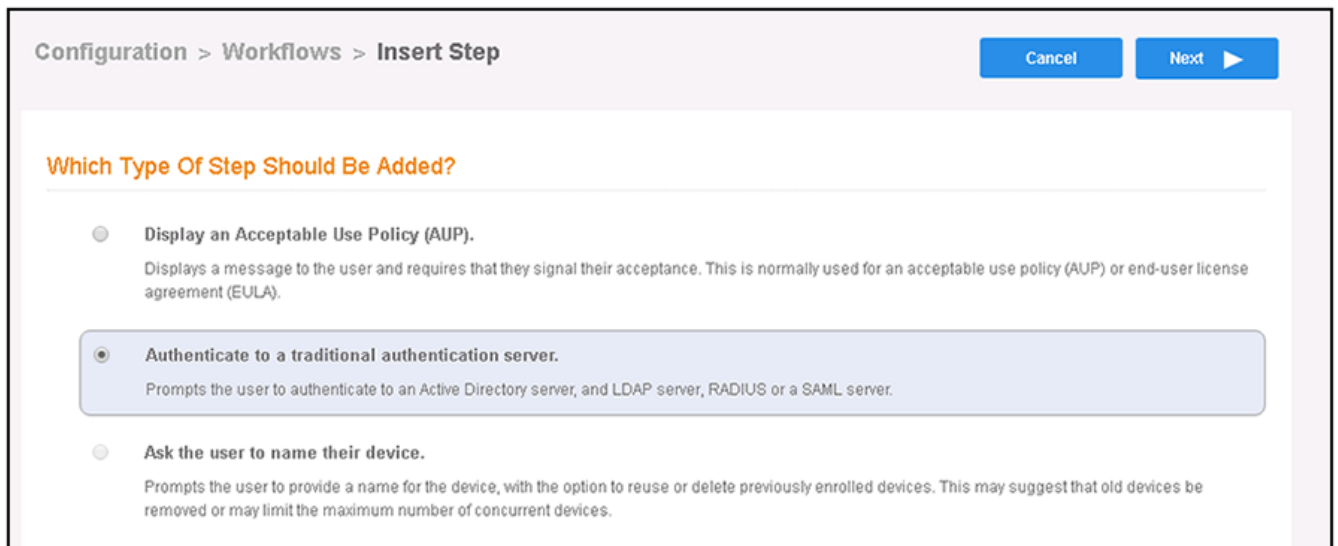 Configuration > Workflows > Insert Step
Cancel
Next
Which Type Of Step Should Be Added?
Display an Acceptable Use Policy (AUP).
Displays a message to the user and requires that they signal their acceptance. This is normally used for an acceptable use policy (AUP) or end-user license
agreement (EULA).
Authenticate to a traditional authentication server.
Prompts the user to authenticate to an Active Directory server, and LDAP server, RADIUS or a SAML server.
Ask the user to name their device.
Prompts the user to provide a name for the device, with the option to reuse or delete previously enrolled devices. This may suggest that old devices be
removed or may limit the maximum number of concurrent devices.